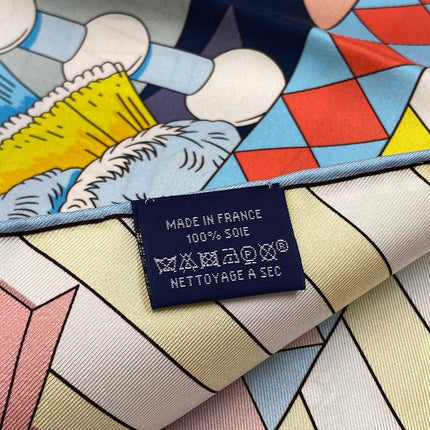 MADE IN FRANCE
100% SOIE
P ®
NETTOYAGE A SEC